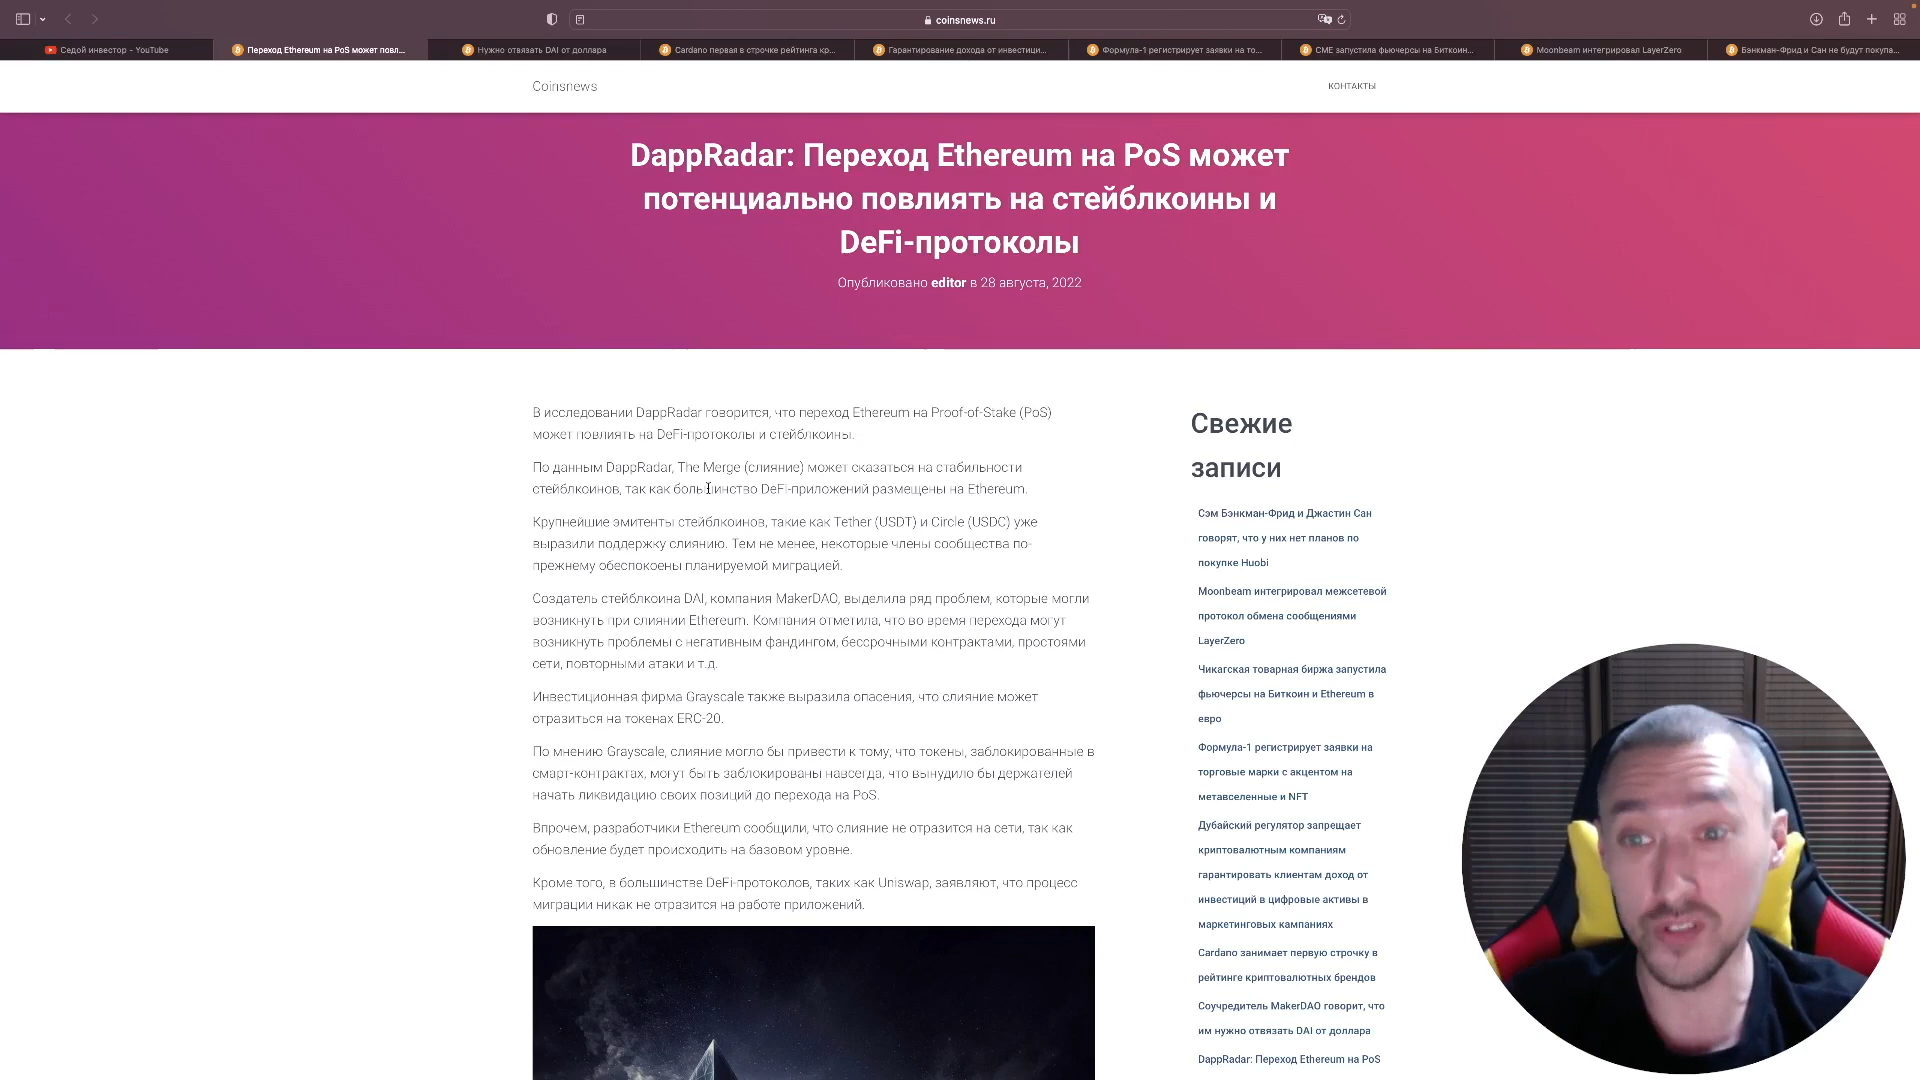 coinsnews.ru
Седой инвестор - YouTube
Переход Ethereum на PoS может повл...
Нужно отвязать DAI от доллара
Cardano первая в строчке рейтинга кр...
Гарантирование дохода от инвестици...
Формула-1 регистрирует заявки на то...
CME запустила фьючерсы на Биткоин...
Moonbeam интегрировал LayerZero
Бэнкман-Фрид и Сан не будут покупа...
Coinsnews
КОНТАКТЫ
DappRadar: Переход Ethereum на PoS может
потенциально повлиять на стейблкоины и
DeFi-протоколы
Опубликовано editor в 28 августа, 2022
В исследовании DappRadar говорится, что переход Ethereum на Proof-of-Stake (PoS)
может повлиять на DeFi-протоколы и стейблкоины.
По данным DappRadar, The Merge (слияние) может сказаться на стабильности
стейблкоинов, так как большинство DeFi-приложений размещены на Ethereum.
Крупнейшие эмитенты стейблкоинов, такие как Tether (USDT) и Circle (USDC) уже
выразили поддержку слиянию. Тем не менее, некоторые члены сообщества по-
прежнему обеспокоены планируемой миграцией.
Создатель стейблкоина DAI, компания MakerDAO, выделила ряд проблем, которые могли
возникнуть при слиянии Ethereum. Компания отметила, что во время перехода могут
возникнуть проблемы с негативным фандингом, бессрочными контрактами, простоями
сети, повторными атаки и т.д.
Инвестиционная фирма Grayscale также выразила опасения, что слияние может
отразиться на токенах ERC-20.
По мнению Grayscale, слияние могло бы привести к тому, что токены, заблокированные в
смарт-контрактах, могут быть заблокированы навсегда, что вынудило бы держателей
начать ликвидацию своих позиций до перехода на PoS.
Впрочем, разработчики Ethereum сообщили, что слияние не отразится на сети, так как
обновление будет происходить на базовом уровне.
Кроме того, в большинстве DeFi-протоколов, таких как Uniswap, заявляют, что процесс
миграции никак не отразится на работе приложений.
Свежие
записи
Сэм Бэнкман-Фрид и Джастин Сан
говорят, что у них нет планов по
покупке Huobi
Moonbeam интегрировал межсетевой
протокол обмена сообщениями
LayerZero
Чикагская товарная биржа запустила
фьючерсы на Биткоин и Ethereum в
евро
Формула-1 регистрирует заявки на
торговые марки с акцентом на
метавселенные и NFT
Дубайский регулятор запрещает
криптовалютным компаниям
гарантировать клиентам доход от
инвестиций в цифровые активы в
маркетинговых кампаниях
Cardano занимает первую строчку в
рейтинге криптовалютных брендов
Соучредитель MakerDAO говорит, что
им нужно отвязать DAI от доллара
DappRadar: Переход Ethereum на PoS